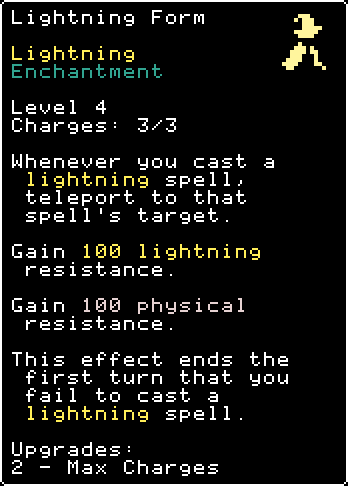 Lightning Form
Lightning
Enchantment
Level 4
Charges: 3/3
Whenever you cast a
lightning spell,
teleport to that
spell's target.
Gain 100 lightning
resistance.
Gain 100 physical
resistance.
This effect ends the
first turn that you
fail to cast a
lightning spell.
Upgrades:
2 - Max Charges